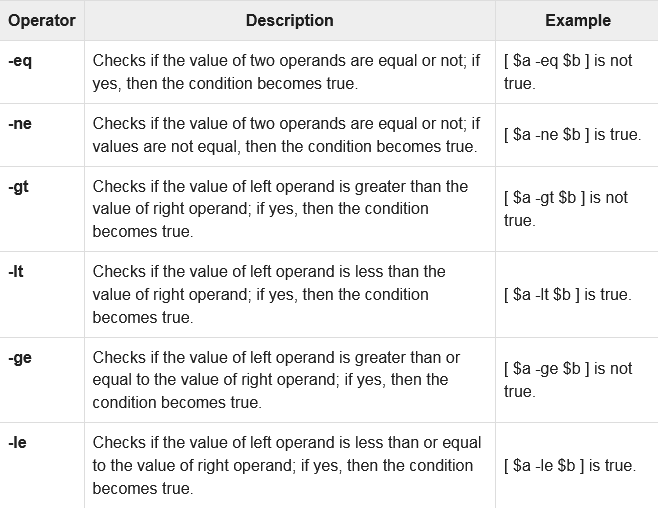 Operator Description Example
-eq Checks if the value of two operands are equal or not; if [ $a -eq $b ] is not
yes, then the condition becomes true. true.
-ne Checks if the value of two operands are equal or not; if
values are not equal, then the condition becomes true. [ $a -ne $b ] is true.
-gt Checks if the value of left operand is greater than the
value of right operand; if yes, then the condition [ $a -gt $b ] is not
becomes true. true.
-lt Checks if the value of left operand is less than the
value of right operand; if yes, then the condition [ $a -lt $b ] is true.
becomes true.
-ge Checks if the value of left operand is greater than or
equal to the value of right operand; if yes, then the [ $a -ge $b ] is not
condition becomes true. true.
-le Checks if the value of left operand is less than or equal
to the value of right operand; if yes, then the condition [ $a -le $b ] is true.
becomes true.